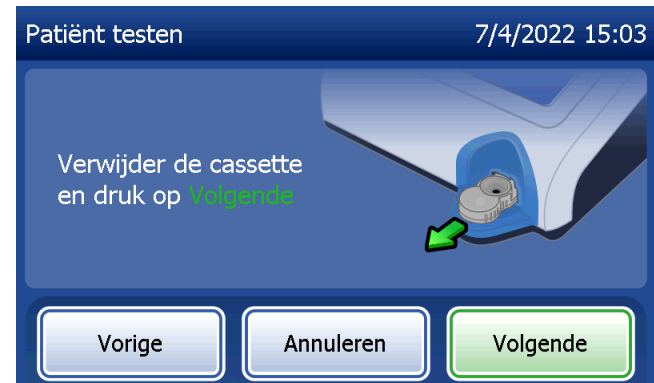 Patiënt testen 7/4/2022 15:03
Verwijder de cassette
en druk op Volgende
Vorige Annuleren Volgende